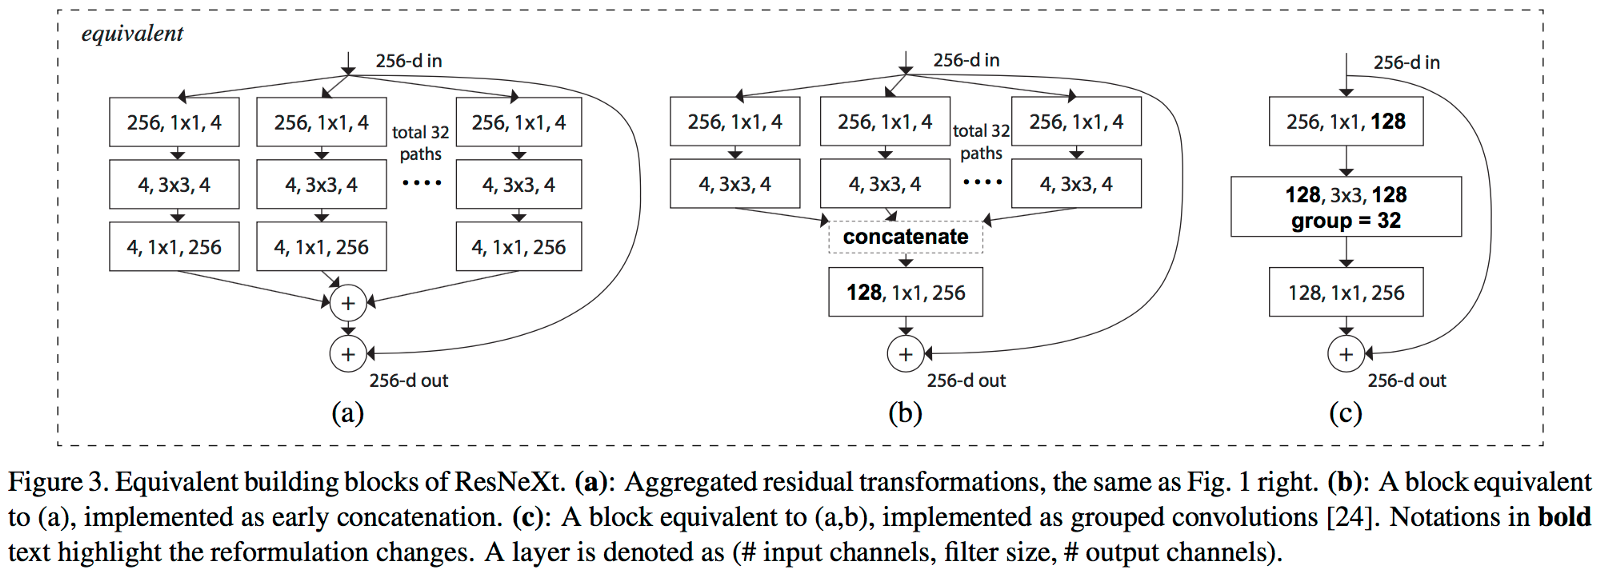 equivalent
256-d in
256, 1x1, 4
256, 1x1, 4
256, 1x1, 4
total 32
paths
4, 3x3, 4
4, 3x3, 4
....
4, 3x3, 4
4, 1x1, 256
4, 1x1, 256
4, 1x1, 256
+
+
256-d out
(a)
256-d in
256, 1x1, 4
256, 1x1, 4
256, 1x1, 4
total 32
paths
4, 3x3, 4
4, 3x3, 4
....
4, 3x3, 4
concatenate
128, 1x1, 256
+
256-d out
(b)
256-d in
256, 1x1, 128
128, 3x3, 128
group = 32
128, 1x1, 256
+
256-d out
(c)
Figure 3. Equivalent building blocks of ResNeXt. (a): Aggregated residual transformations, the same as Fig. 1 right. (b): A block equivalent
to (a), implemented as early concatenation. (c): A block equivalent to (a,b), implemented as grouped convolutions [24]. Notations in bold
text highlight the reformulation changes. A layer is denoted as (# input channels, filter size, # output channels).